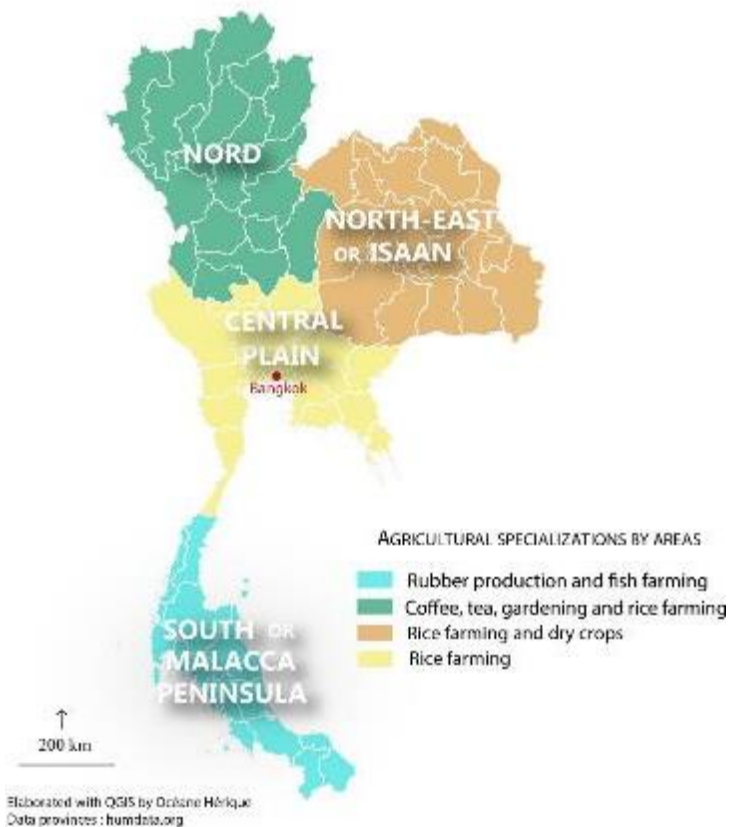 NORD
NORTH-EAST
OR ISAAN
CENTRAL
PLAIN
Bangkok
AGRICULTURAL SPECIALIZATIONS BY AREAS
Rubber production and fish farming
Coffee, tea, gardening and rice farming
Rice farming and dry crops
Rice farming
SOUTH OR
MALACCA
PENINSULA
↑
200 km
Elaborated with QGIS by Océane Hérique
Data provinces : humdata.org